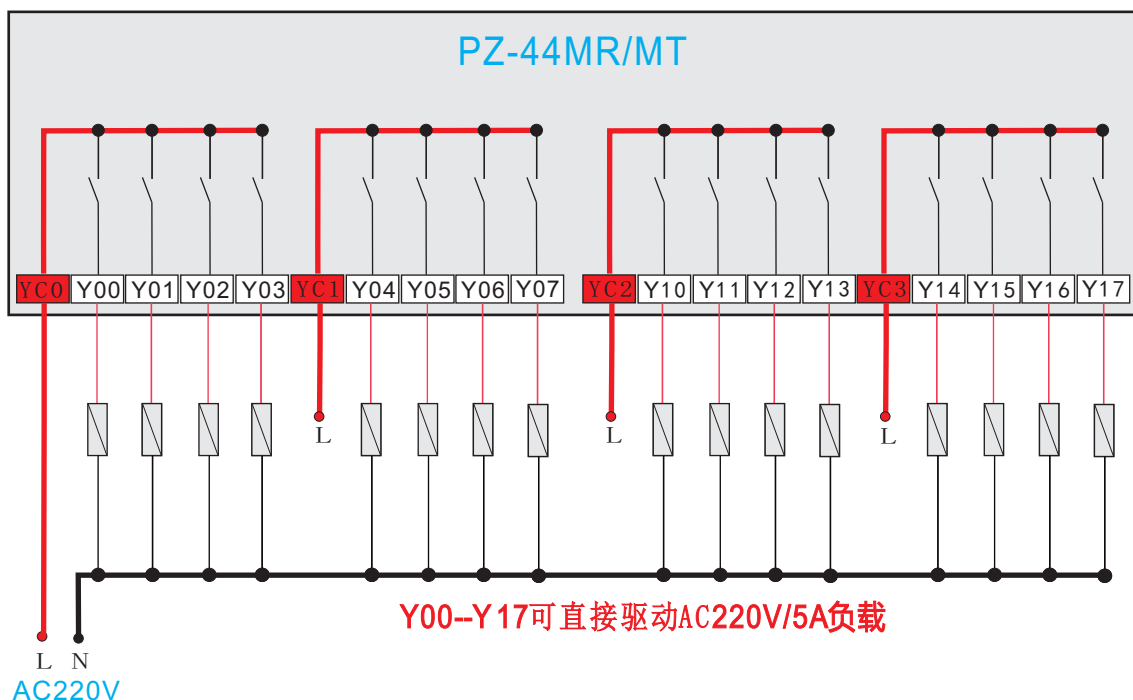 PZ-44MR/MT
YC0 Y00 Y01 Y02 Y03 YC1 Y04 Y05 Y06 Y07 YC2 Y10 Y11 Y12 Y13 YC3 Y14 Y15 Y16 Y17
L L L
Y00--Y17可直接驱动AC220V/5A负载
L N
AC220V